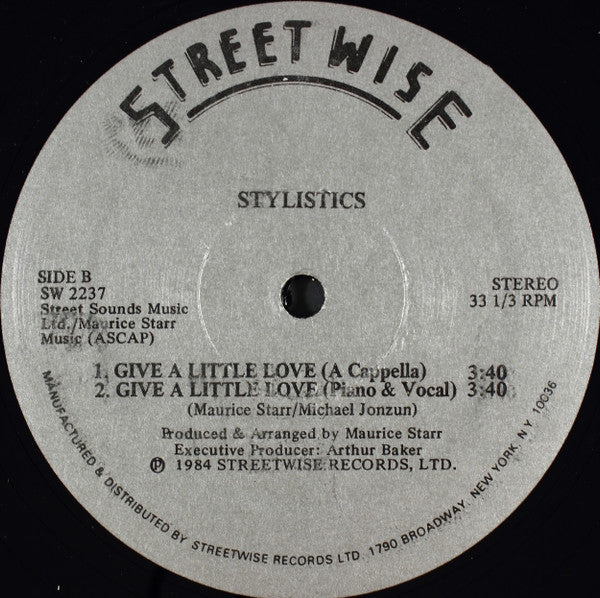 STREETWISE
STYLISTICS
SIDE B
SW 2237
Street Sounds Music
Ltd./Maurice Starr
Music (ASCAP)
STEREO
33 1/3 RPM
1. GIVE A LITTLE LOVE (A Cappella) 3:40
2. GIVE A LITTLE LOVE (Piano & Vocal) 3:40
(Maurice Starr/Michael Jonzun)
Produced & Arranged by Maurice Starr
Executive Producer: Arthur Baker
Ⓟ 1984 STREETWISE RECORDS, LTD.
MANUFACTURED & DISTRIBUTED BY STREETWISE RECORDS LTD. 1790 BROADWAY, NEW YORK, N.Y. 10036